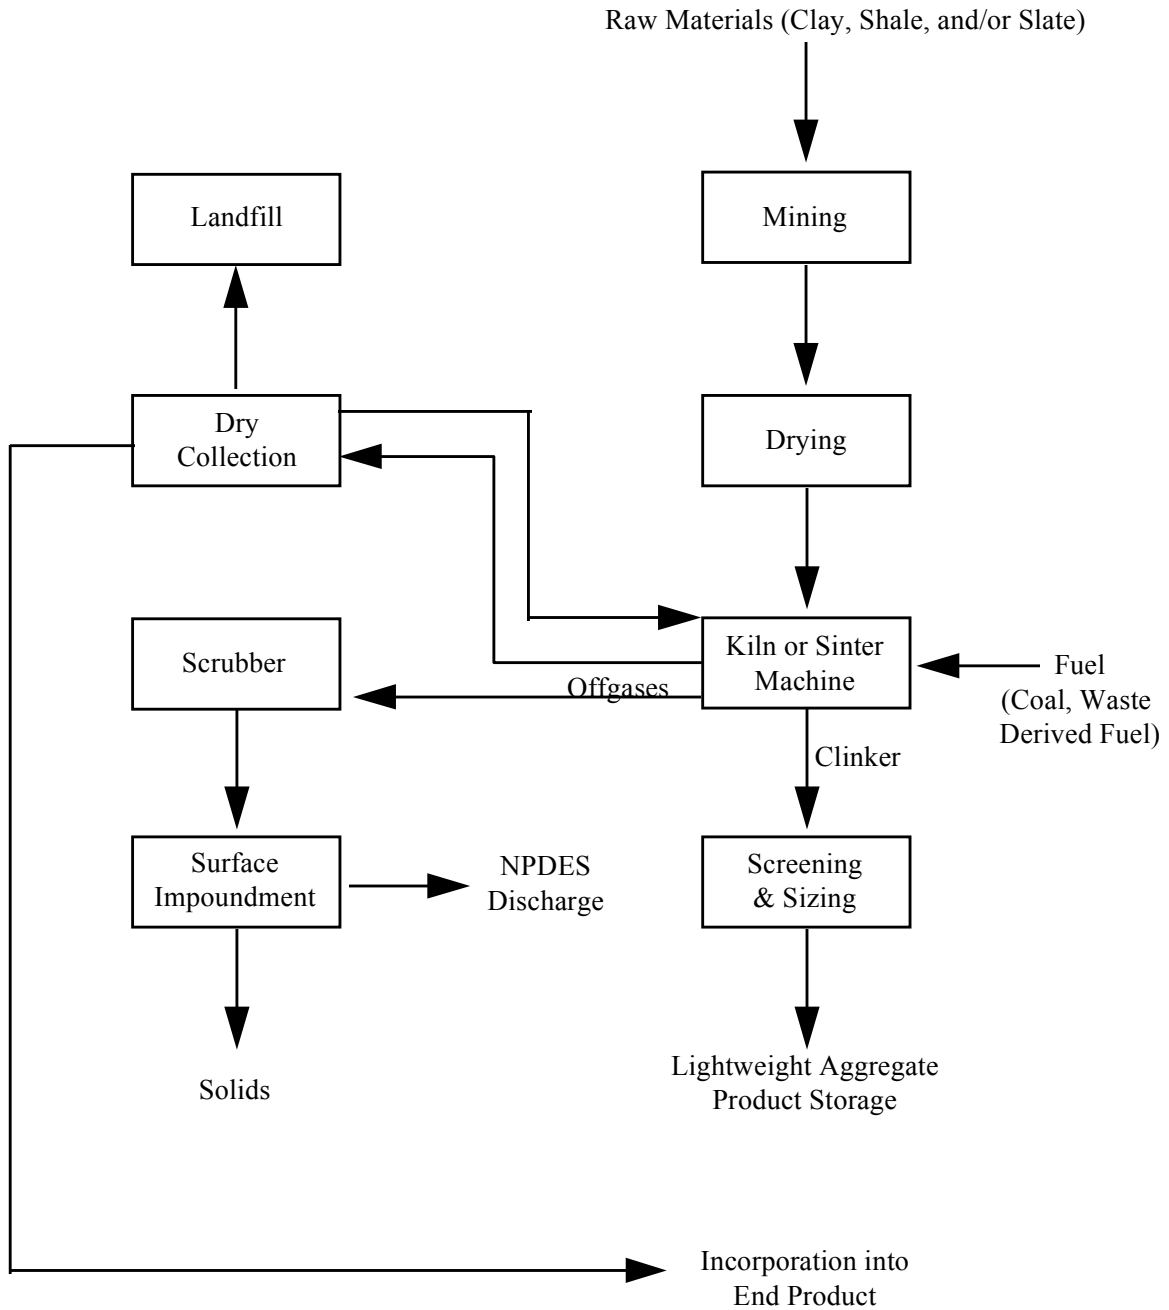 Raw Materials (Clay, Shale, and/or Slate)
Landfill
Mining
Dry
Collection
Drying
Scrubber
Offgases
Kiln or Sinter
Machine
Fuel
(Coal, Waste
Derived Fuel)
Clinker
Surface
Impoundment
NPDES
Discharge
Screening
& Sizing
Solids
Lightweight Aggregate
Product Storage
Incorporation into
End Product